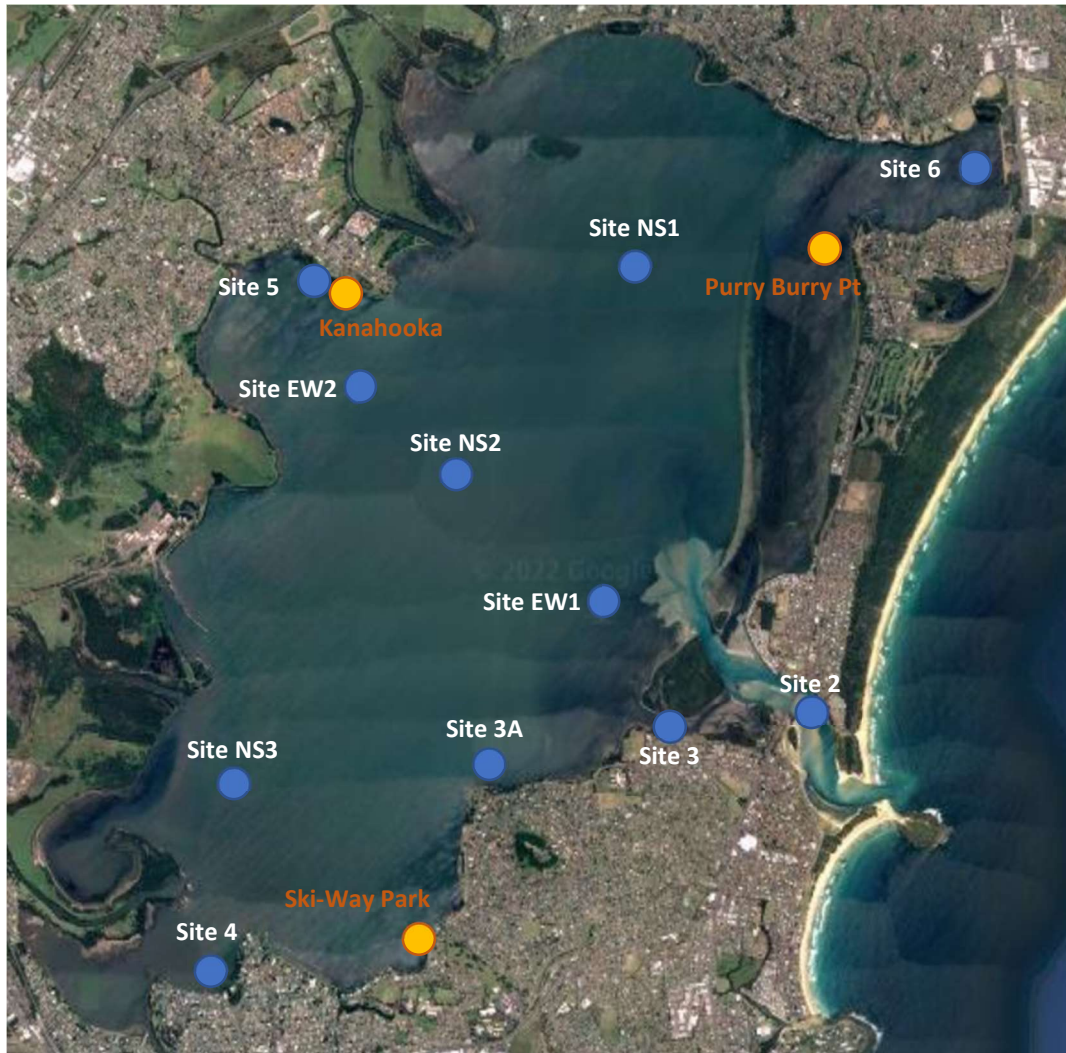 Site 6
Site NS1
Site 5
Purry Burry Pt
Kanahooka
Site EW2
Site NS2
© 2022 Google
Site EW1
Site 2
Site 3A
Site 3
Site NS3
Ski-Way Park
Site 4